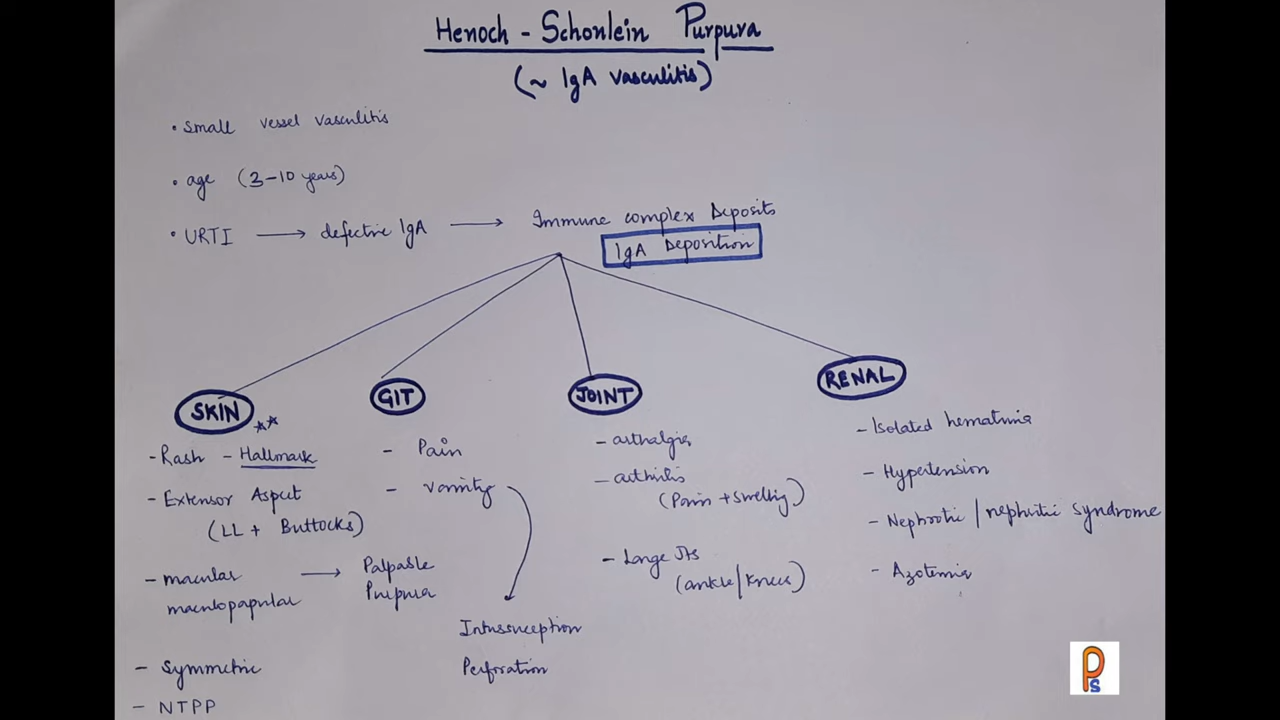 Henoch - Schonlein Purpura
(~ IgA vasculitis)
• small vessel vasculitis
• age (3-10 years)
• URTI → defective IgA → Immune complex Deposits
IgA Deposition
SKIN
- Rash - Hallmark
- Extensor Aspect
(LL + Buttocks)
- macular → Palpable
maculopapular Purpura
- Symmetric
- NTPP
GIT
- Pain
- vomiting
Intussusception
Perforation
JOINT
- arthalgia
- arthritis
(Pain + swelling)
- Large Jts
(ankle/knees)
RENAL
- Isolated hematuria
- Hypertension
- Nephrotic / nephritic syndrome
- Azotemia
Ps